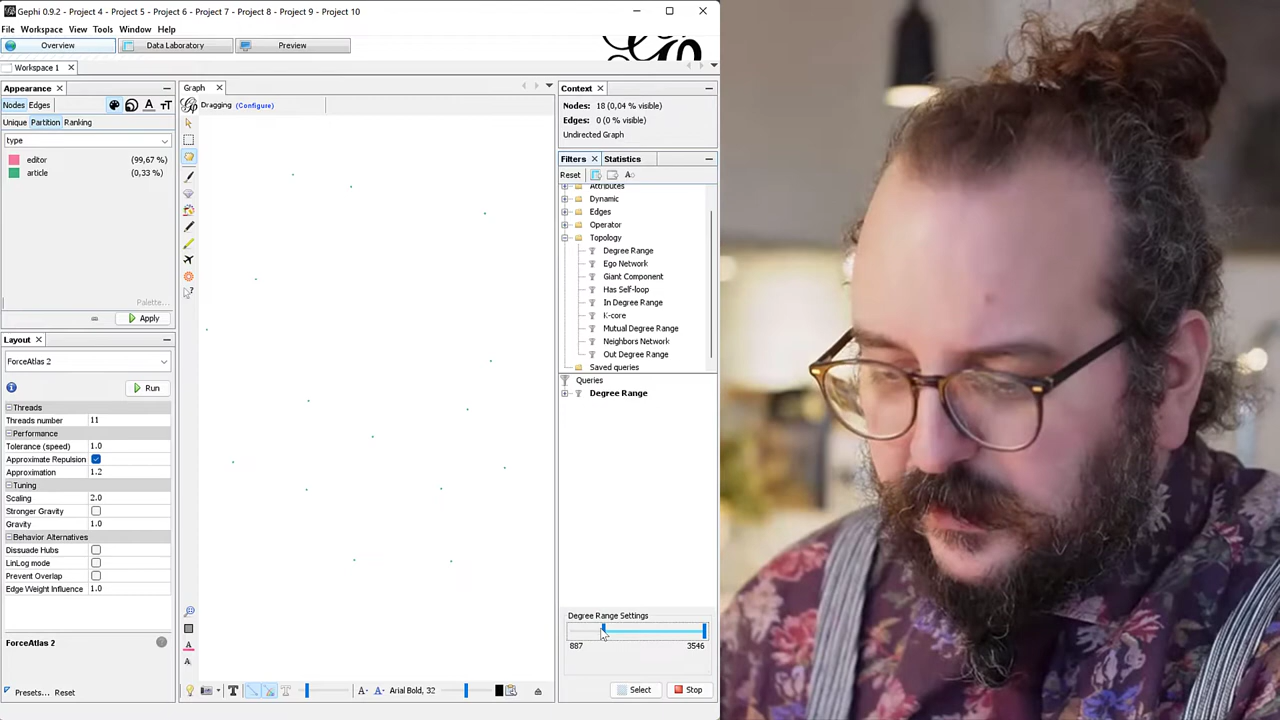 Gephi 0.9.2 - Project 4 - Project 5 - Project 6 - Project 7 - Project 8 - Project 9 - Project 10
File Workspace View Tools Window Help
Overview Data Laboratory Preview
Workspace 1
Appearance
Nodes Edges
Unique Partition Ranking
type
editor (99,67 %)
article (0,33 %)
Palette...
Apply
Layout
ForceAtlas 2
Run
Threads
Threads number 11
Performance
Tolerance (speed) 1.0
Approximate Repulsion
Approximation 1.2
Tuning
Scaling 2.0
Stronger Gravity
Gravity 1.0
Behavior Alternatives
Dissuade Hubs
LinLog mode
Prevent Overlap
Edge Weight Influence 1.0
ForceAtlas 2
Presets... Reset
Graph
Dragging (Configure)
Arial Bold, 32
Context
Nodes: 18 (0,04 % visible)
Edges: 0 (0 % visible)
Undirected Graph
Filters Statistics
Reset
Attributes
Dynamic
Edges
Operator
Topology
Degree Range
Ego Network
Giant Component
Has Self-loop
In Degree Range
K-core
Mutual Degree Range
Neighbors Network
Out Degree Range
Saved queries
Queries
Degree Range
Degree Range Settings
887 3546
Select Stop